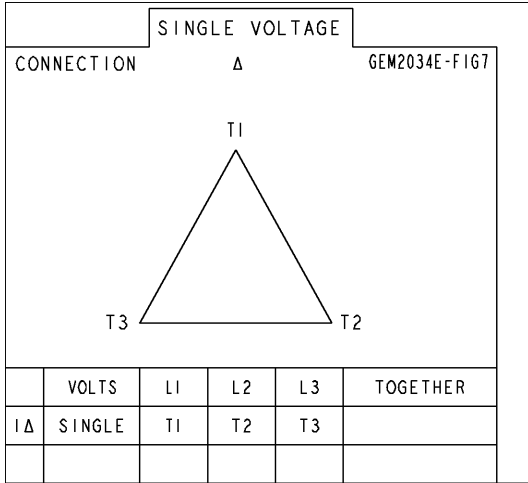 SINGLE VOLTAGE
CONNECTION Δ GEM2034E-FIG7
T1
T3 T2
VOLTS L1 L2 L3 TOGETHER
1Δ SINGLE T1 T2 T3